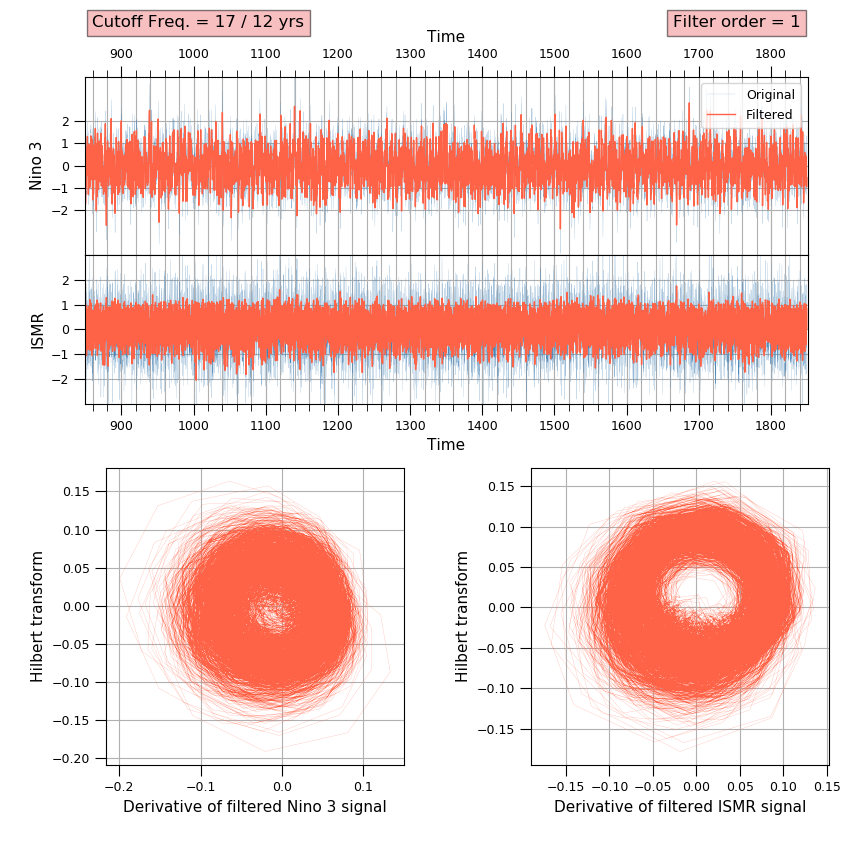 Cutoff Freq. = 17 / 12 yrs
Filter order = 1
Time
900 1000 1100 1200 1300 1400 1500 1600 1700 1800
Original
Filtered
Nino 3
2
1
0
−1
−2
ISMR
2
1
0
−1
−2
900 1000 1100 1200 1300 1400 1500 1600 1700 1800
Time
Hilbert transform
0.15
0.10
0.05
0.00
−0.05
−0.10
−0.15
−0.20
−0.2 −0.1 0.0 0.1
Derivative of filtered Nino 3 signal
Hilbert transform
0.15
0.10
0.05
0.00
−0.05
−0.10
−0.15
−0.15 −0.10 −0.05 0.00 0.05 0.10 0.15
Derivative of filtered ISMR signal